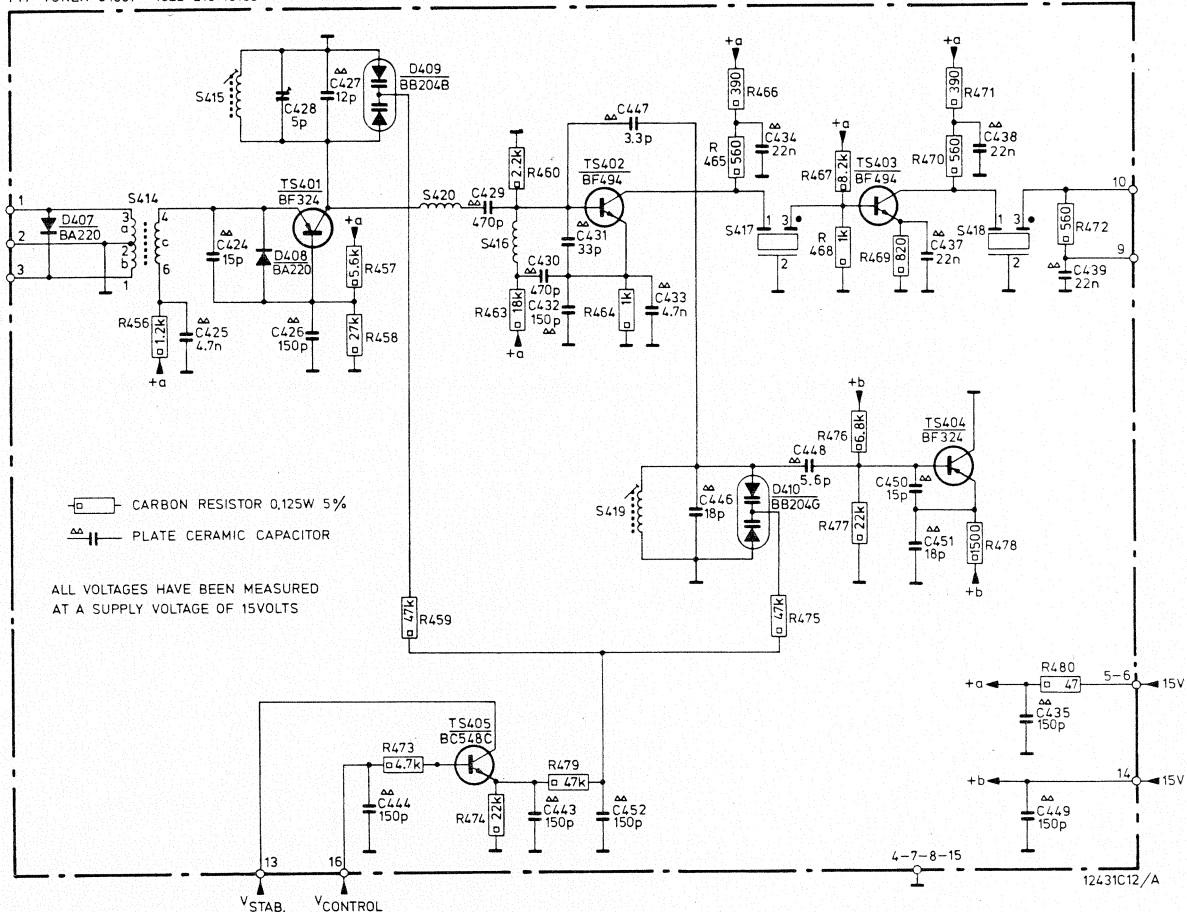 D409
BB204B
S415
C428
5p
C427
12p
C447
3.3p
+a
390
R466
R
465
560
C434
22n
+a
390
R471
R470
560
C438
22n
+a
R467
8.2k
2.2k
R460
TS402
BF494
TS403
BF494
TS401
BF324
S420
C429
470p
10
1
2
3
D407
BA220
S414
3
a
2
b
1
4
c
6
C424
15p
D408
BA220
+a
5.6k
R457
S416
C431
33p
C430
470p
1
3
S417
2
R
468
1k
R469
820
C437
22n
1
3
S418
2
560
R472
9
C439
22n
R456
1.2k
C425
4.7n
+a
C426
150p
27k
R458
R463
18k
+a
C432
150p
R464
1k
C433
4.7n
+b
R476
6.8k
TS404
BF324
C448
5.6p
C450
15p
S419
C446
18p
D410
BB204G
R477
22k
C451
18p
1500
R478
+b
CARBON RESISTOR 0,125W 5%
PLATE CERAMIC CAPACITOR
ALL VOLTAGES HAVE BEEN MEASURED
AT A SUPPLY VOLTAGE OF 15VOLTS
47k
R459
47k
R475
+a
R480
47
5-6
15V
C435
150p
TS405
BC548C
R473
4.7k
R479
47k
+b
14
15V
C444
150p
R474
22k
C443
150p
C452
150p
C449
150p
13
16
4-7-8-15
12431C12/A
VSTAB.
VCONTROL